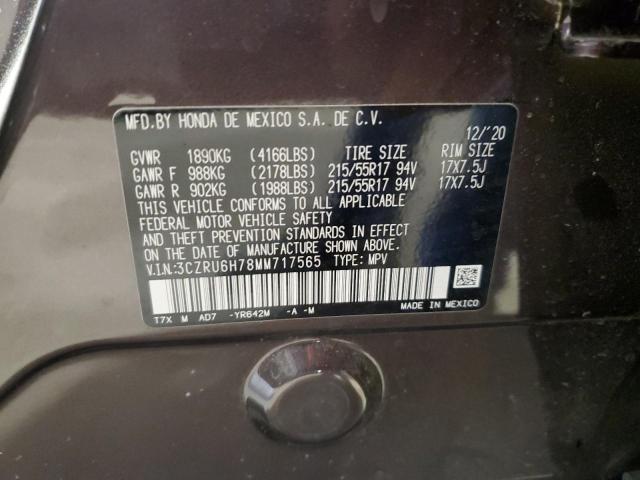 MFD.BY HONDA DE MEXICO S.A. DE C.V.
12/'20
GVWR 1890KG (4166LBS) TIRE SIZE RIM SIZE
GAWR F 988KG (2178LBS) 215/55R17 94V 17X7.5J
GAWR R 902KG (1988LBS) 215/55R17 94V 17X7.5J
THIS VEHICLE CONFORMS TO ALL APPLICABLE
FEDERAL MOTOR VEHICLE SAFETY
AND THEFT PREVENTION STANDARDS IN EFFECT
ON THE DATE OF MANUFACTURE SHOWN ABOVE.
V.I.N:3CZRU6H78MM717565 TYPE: MPV
T7X M AD7 -YR642M -A -M
MADE IN MEXICO